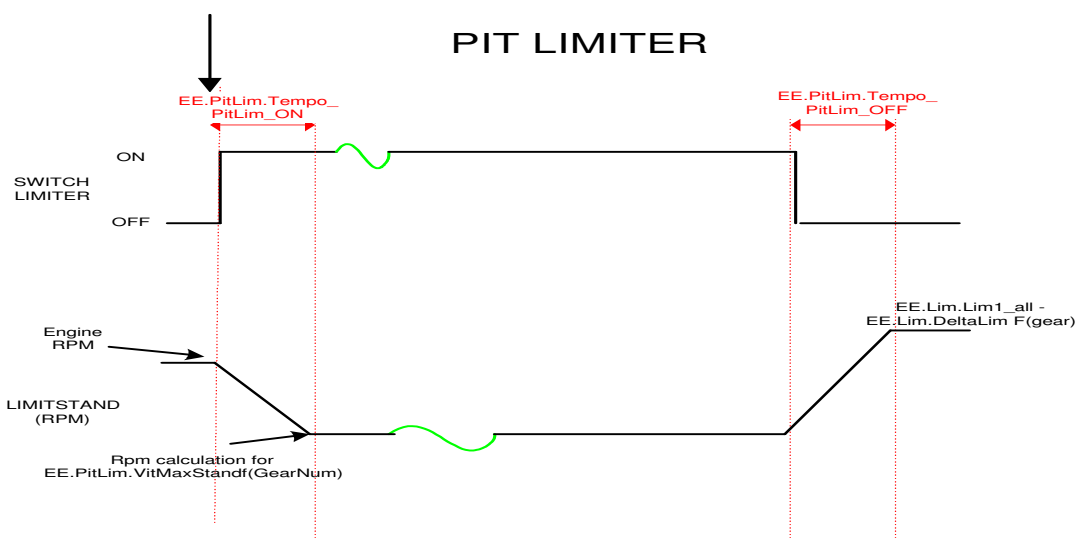 PIT LIMITER
EE.PitLim.Tempo_
PitLim_ON
EE.PitLim.Tempo_
PitLim_OFF
ON
SWITCH
LIMITER
OFF
EE.Lim.Lim1_all -
EE.Lim.DeltaLim F(gear)
Engine
RPM
LIMITSTAND
(RPM)
Rpm calculation for
EE.PitLim.VitMaxStandf(GearNum)